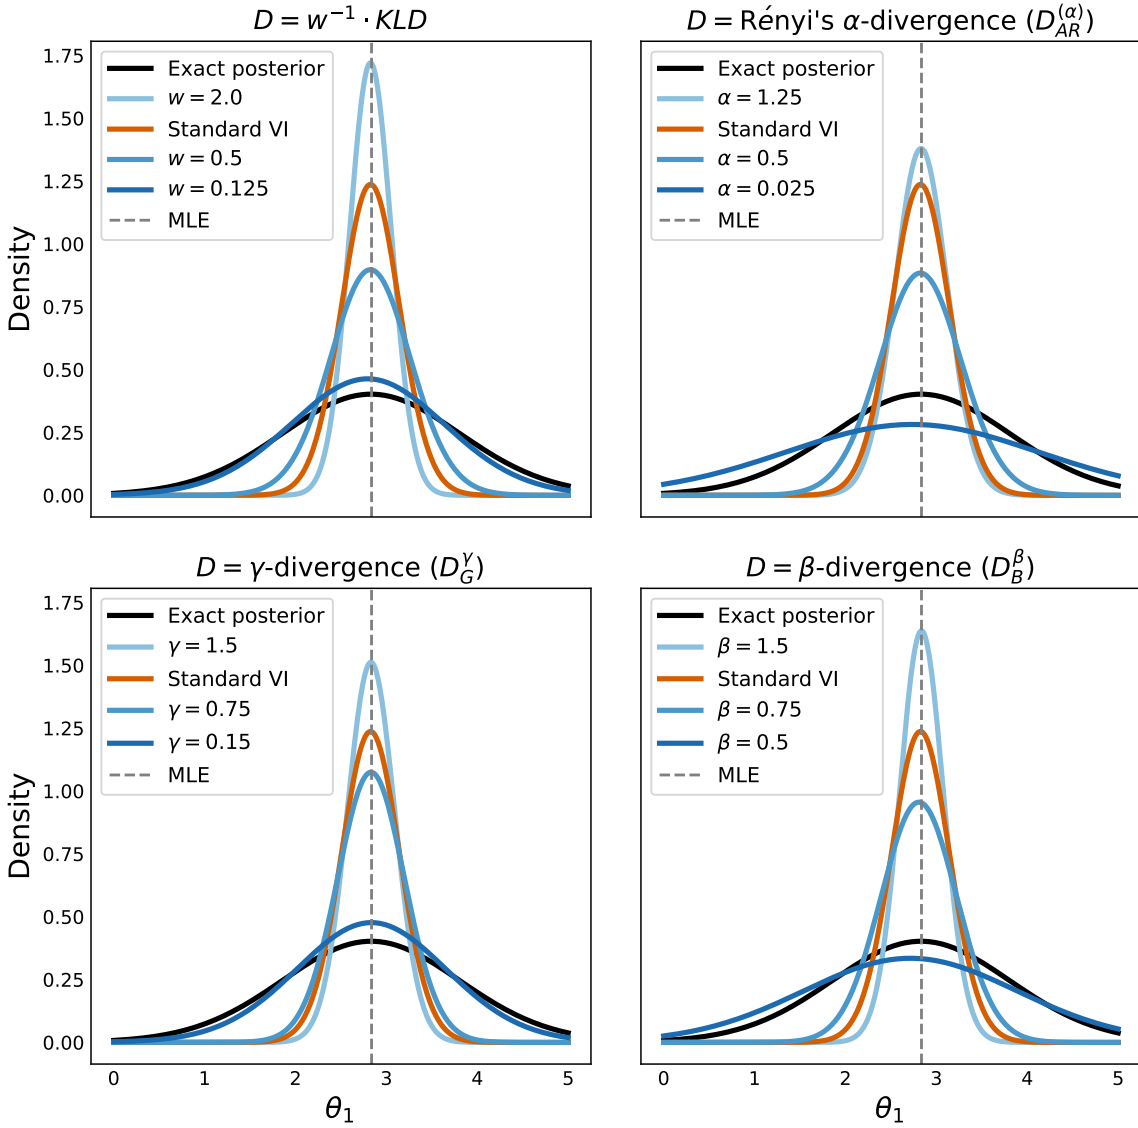 D = w⁻¹ · KLD
Exact posterior
w = 2.0
Standard VI
w = 0.5
w = 0.125
MLE
1.75
1.50
1.25
1.00
0.75
0.50
0.25
0.00
Density
D = Rényi's α-divergence (D_{AR}^{(α)})
Exact posterior
α = 1.25
Standard VI
α = 0.5
α = 0.025
MLE
D = γ-divergence (D_G^γ)
Exact posterior
γ = 1.5
Standard VI
γ = 0.75
γ = 0.15
MLE
1.75
1.50
1.25
1.00
0.75
0.50
0.25
0.00
Density
0 1 2 3 4 5
θ₁
D = β-divergence (D_B^β)
Exact posterior
β = 1.5
Standard VI
β = 0.75
β = 0.5
MLE
0 1 2 3 4 5
θ₁